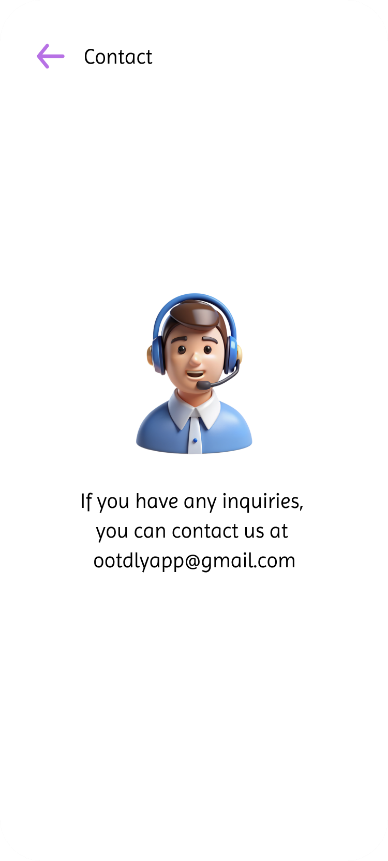 Contact
If you have any inquiries,
you can contact us at
ootdlyapp@gmail.com